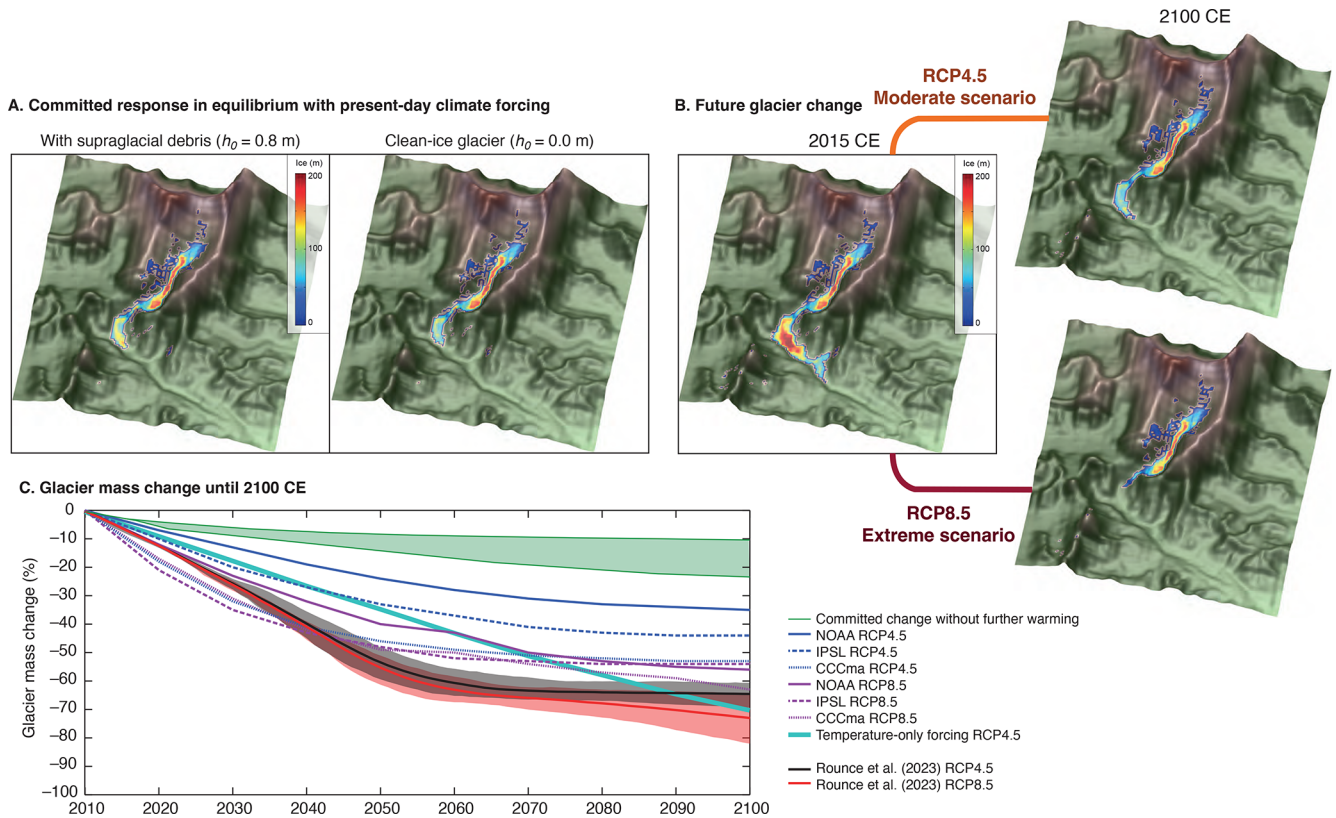 2100 CE
RCP4.5
Moderate scenario
A. Committed response in equilibrium with present-day climate forcing
B. Future glacier change
With supraglacial debris (h0 = 0.8 m)
Clean-ice glacier (h0 = 0.0 m)
2015 CE
Ice (m)
200
100
0
Ice (m)
200
100
0
RCP8.5
Extreme scenario
C. Glacier mass change until 2100 CE
Glacier mass change (%)
0
–10
–20
–30
–40
–50
–60
–70
–80
–90
–100
2010 2020 2030 2040 2050 2060 2070 2080 2090 2100
Committed change without further warming
NOAA RCP4.5
IPSL RCP4.5
CCCma RCP4.5
NOAA RCP8.5
IPSL RCP8.5
CCCma RCP8.5
Temperature-only forcing RCP4.5
Rounce et al. (2023) RCP4.5
Rounce et al. (2023) RCP8.5